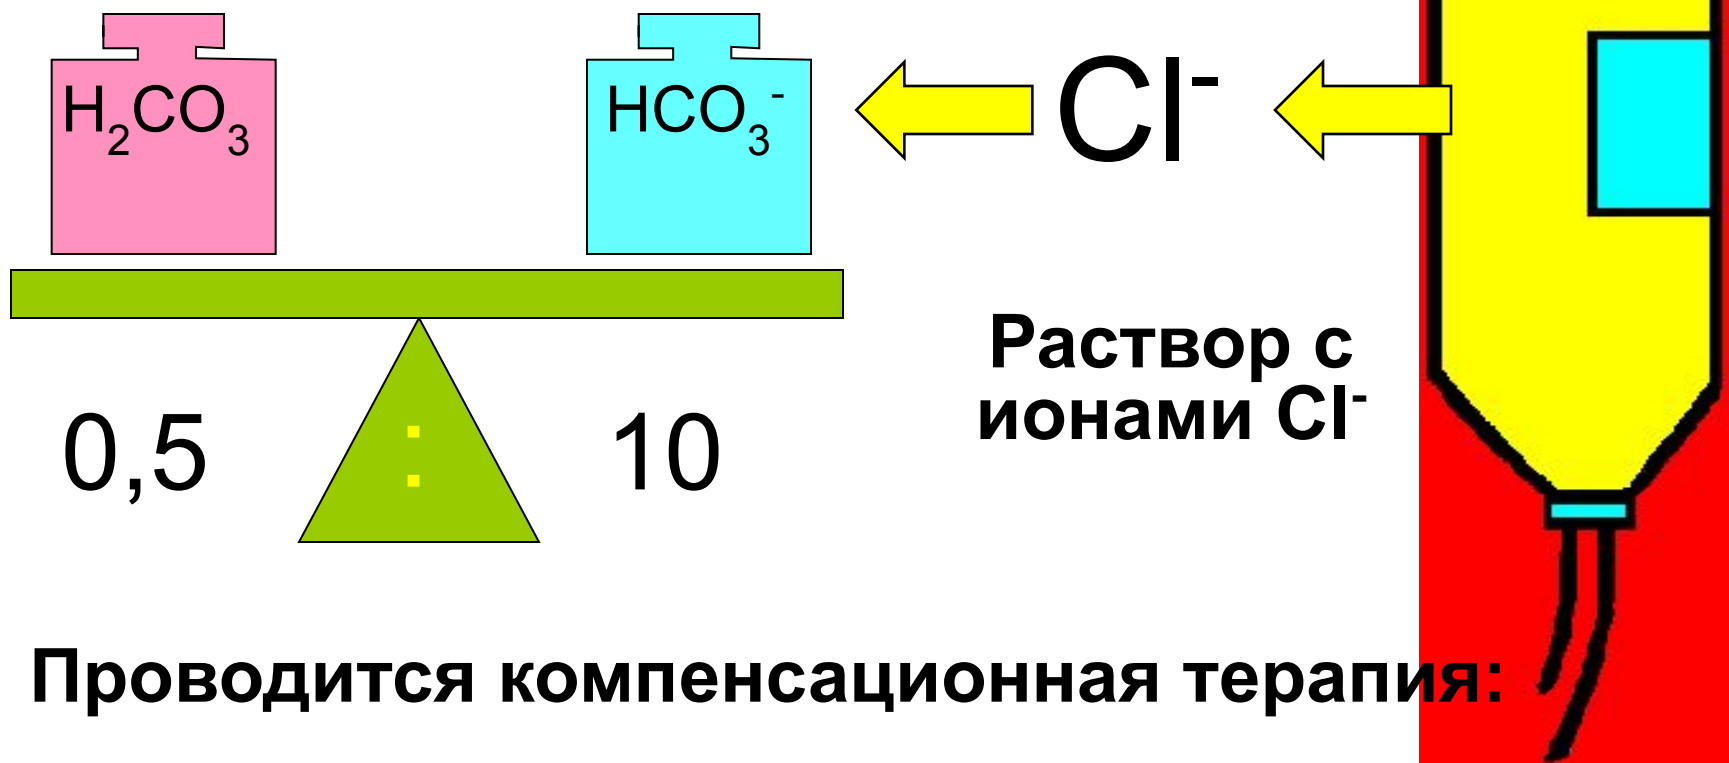 H₂CO₃ HCO₃⁻ Cl⁻
Раствор с
ионами Cl⁻
0,5 : 10
Проводится компенсационная терапия: